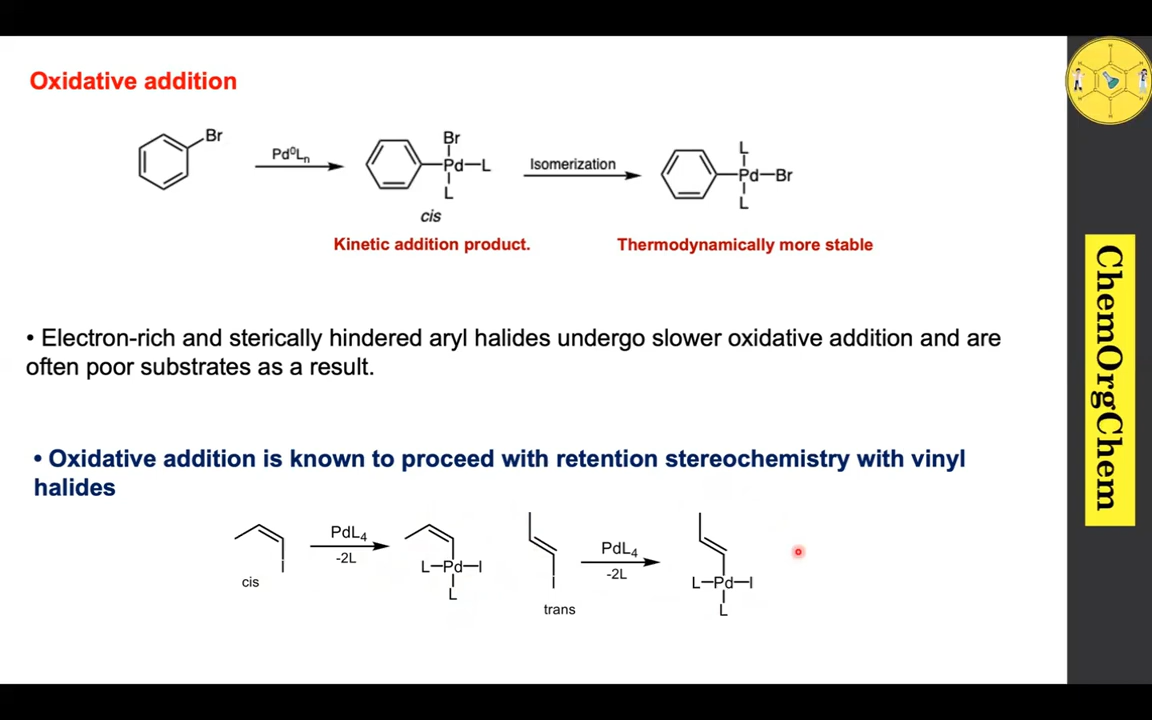 Oxidative addition
Br
Pd⁰Lₙ
Br
Pd–L
L
cis
Isomerization
L
Pd–Br
L
Kinetic addition product.
Thermodynamically more stable
• Electron-rich and sterically hindered aryl halides undergo slower oxidative addition and are
often poor substrates as a result.
• Oxidative addition is known to proceed with retention stereochemistry with vinyl
halides
I
cis
PdL₄
-2L
L–Pd–I
L
I
trans
PdL₄
-2L
L–Pd–I
L
H
H
H
H
H
H
C
C
C
C
C
C
ChemOrgChem